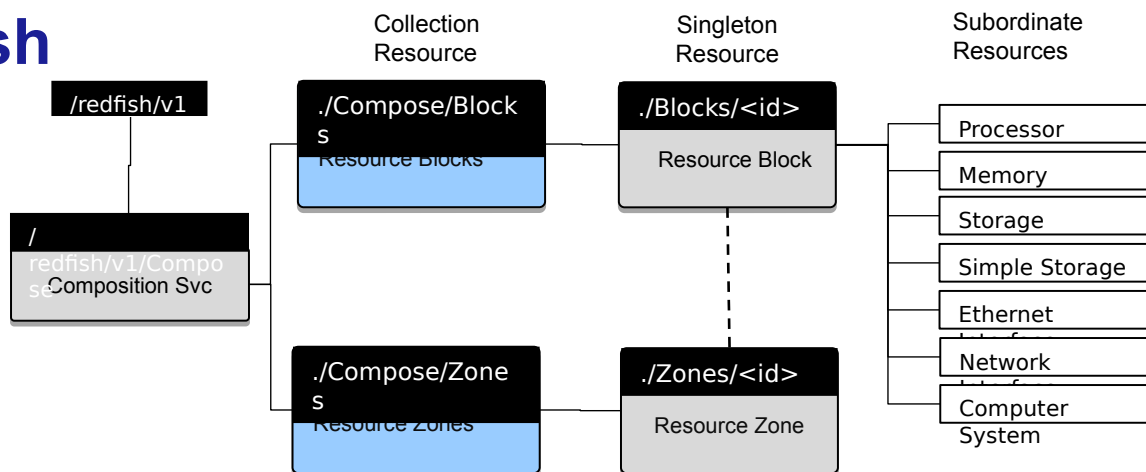 sh
Collection
Resource
Singleton
Resource
Subordinate
Resources
/redfish/v1
./Compose/Block
s
Resource Blocks
./Blocks/<id>
Resource Block
Processor
Memory
Storage
Simple Storage
Ethernet
Network
Computer
System
/
redfish/v1/Compo
se
Composition Svc
./Compose/Zone
s
Resource Zones
./Zones/<id>
Resource Zone